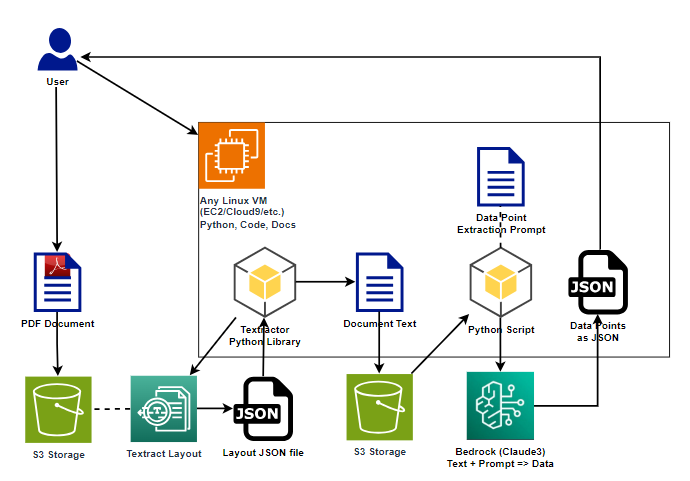 User
Any Linux VM
(EC2/Cloud9/etc.)
Python, Code, Docs
Data Point
Extraction Prompt
PDF Document
Textractor
Python Library
Document Text
Python Script
JSON
Data Points
as JSON
S3 Storage
Textract Layout
JSON
Layout JSON file
S3 Storage
Bedrock (Claude3)
Text + Prompt => Data